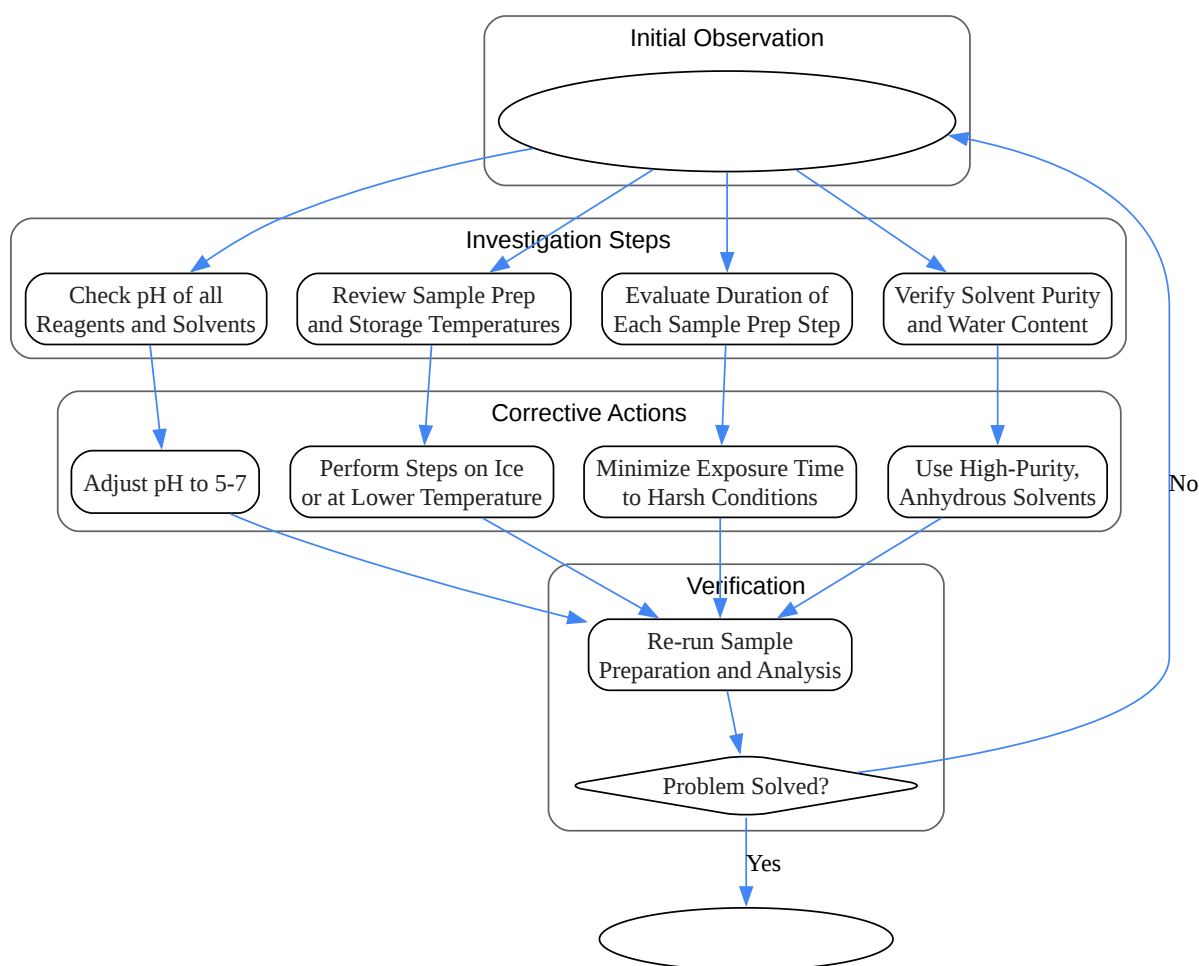 Initial Observation
Investigation Steps
Check pH of all
Reagents and Solvents
Review Sample Prep
and Storage Temperatures
Evaluate Duration of
Each Sample Prep Step
Verify Solvent Purity
and Water Content
Corrective Actions
Adjust pH to 5-7
Perform Steps on Ice
or at Lower Temperature
Minimize Exposure Time
to Harsh Conditions
Use High-Purity,
Anhydrous Solvents
No
Verification
Re-run Sample
Preparation and Analysis
Problem Solved?
Yes